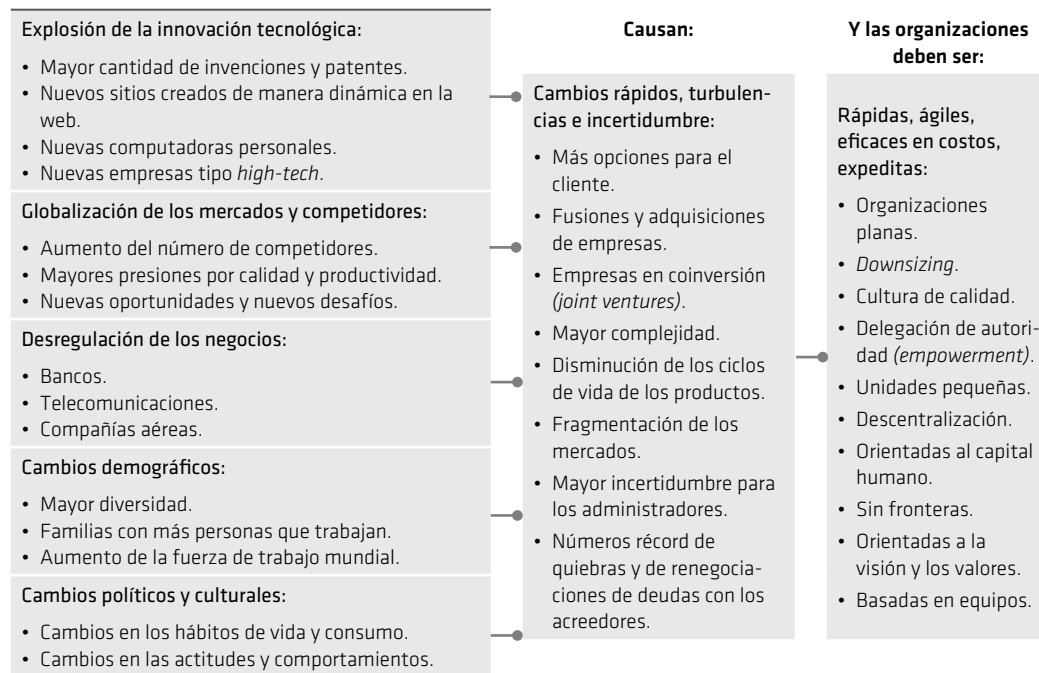 Explosión de la innovación tecnológica:
• Mayor cantidad de invenciones y patentes.
• Nuevos sitios creados de manera dinámica en la
web.
• Nuevas computadoras personales.
• Nuevas empresas tipo high-tech.
Globalización de los mercados y competidores:
• Aumento del número de competidores.
• Mayores presiones por calidad y productividad.
• Nuevas oportunidades y nuevos desafíos.
Desregulación de los negocios:
• Bancos.
• Telecomunicaciones.
• Compañías aéreas.
Cambios demográficos:
• Mayor diversidad.
• Familias con más personas que trabajan.
• Aumento de la fuerza de trabajo mundial.
Cambios políticos y culturales:
• Cambios en los hábitos de vida y consumo.
• Cambios en las actitudes y comportamientos.
Causan:
Cambios rápidos, turbulen-
cias e incertidumbre:
• Más opciones para el
cliente.
• Fusiones y adquisiciones
de empresas.
• Empresas en coinversión
(joint ventures).
• Mayor complejidad.
• Disminución de los ciclos
de vida de los productos.
• Fragmentación de los
mercados.
• Mayor incertidumbre para
los administradores.
• Números récord de
quiebras y de renegocia-
ciones de deudas con los
acreedores.
Y las organizaciones
deben ser:
Rápidas, ágiles,
eficaces en costos,
expeditas:
• Organizaciones
planas.
• Downsizing.
• Cultura de calidad.
• Delegación de autori-
dad (empowerment).
• Unidades pequeñas.
• Descentralización.
• Orientadas al capital
humano.
• Sin fronteras.
• Orientadas a la
visión y los valores.
• Basadas en equipos.